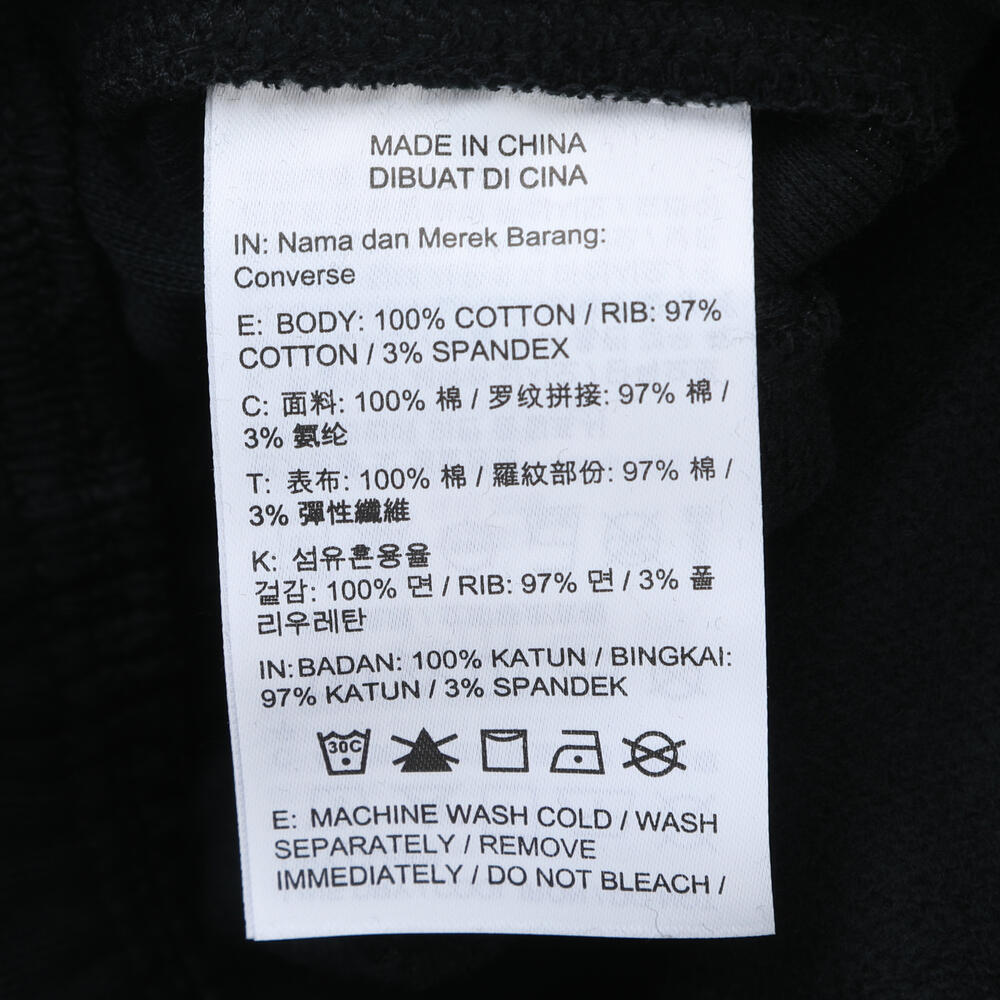 MADE IN CHINA
DIBUAT DI CINA
IN: Nama dan Merek Barang:
Converse
E: BODY: 100% COTTON / RIB: 97%
COTTON / 3% SPANDEX
C: 面料: 100% 棉 / 罗纹拼接: 97% 棉 /
3% 氨纶
T: 表布: 100% 棉 / 羅紋部份: 97% 棉 /
3% 彈性纖維
K: 섬유혼용율
겉감: 100% 면 / RIB: 97% 면 / 3% 폴
리우레탄
IN: BADAN: 100% KATUN / BINGKAI:
97% KATUN / 3% SPANDEK
30C
E: MACHINE WASH COLD / WASH
SEPARATELY / REMOVE
IMMEDIATELY / DO NOT BLEACH /